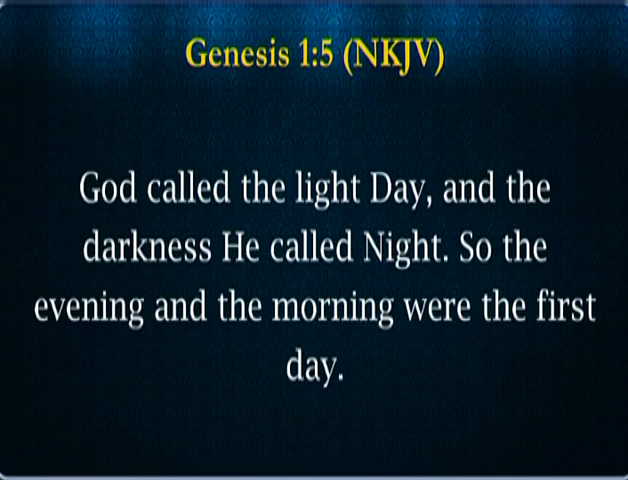 Genesis 1:5 (NKJV)
God called the light Day, and the
darkness He called Night. So the
evening and the morning were the first
day.